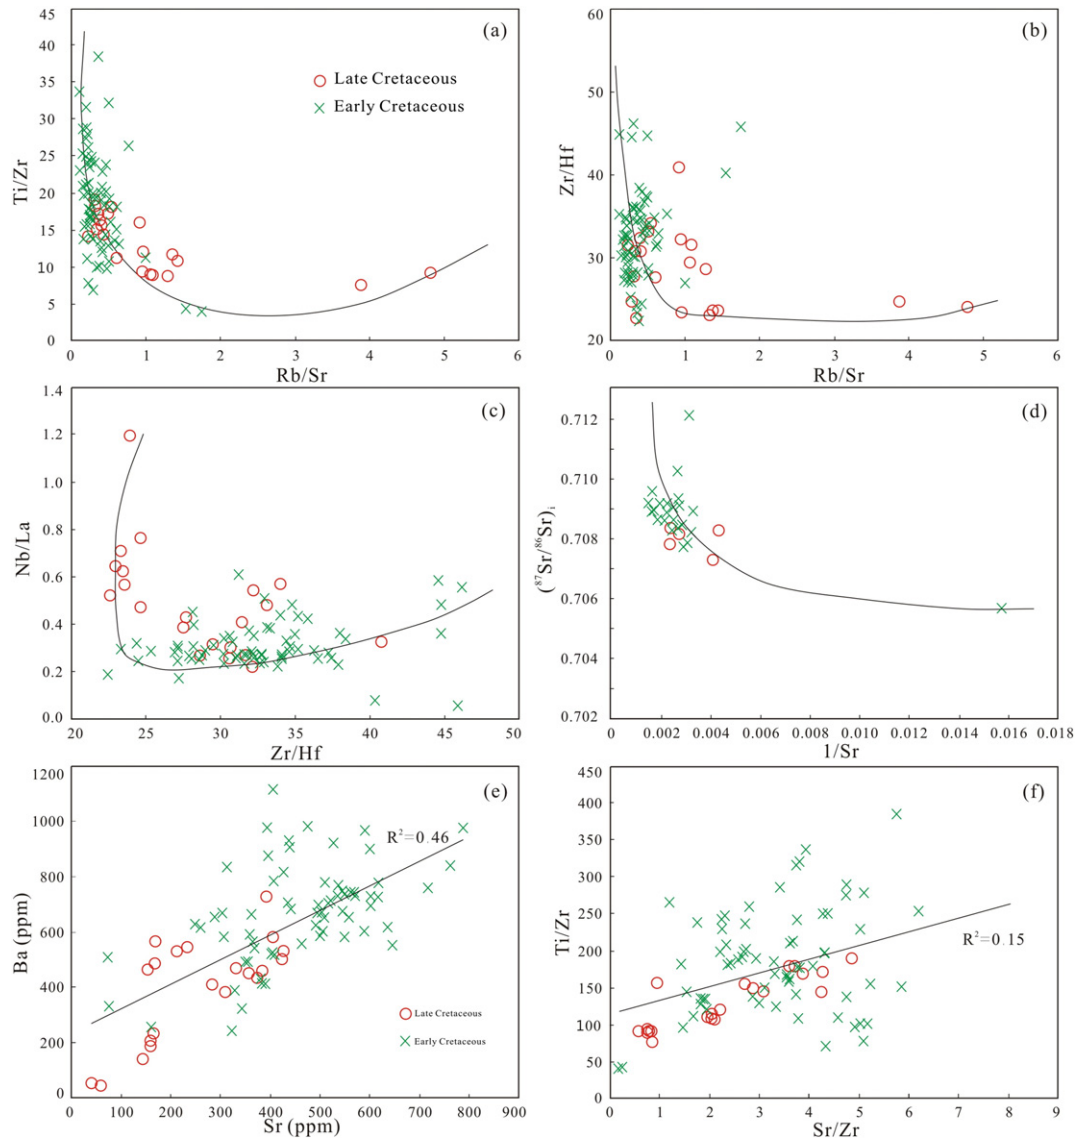 (a)
Ti/Zr
45
40
35
30
25
20
15
10
5
0
0 1 2 3 4 5 6
Rb/Sr
Late Cretaceous
Early Cretaceous
(b)
Zr/Hf
60
50
40
30
20
0 1 2 3 4 5 6
Rb/Sr
(c)
Nb/La
1.4
1.2
1.0
0.8
0.6
0.4
0.2
0.0
20 25 30 35 40 45 50
Zr/Hf
(d)
(⁸⁷Sr/⁸⁶Sr)ᵢ
0.712
0.710
0.708
0.706
0.704
0.702
0.002 0.004 0.006 0.008 0.010 0.012 0.014 0.016 0.018
1/Sr
(e)
Ba (ppm)
1200
1000
800
600
400
200
0
0 100 200 300 400 500 600 700 800 900
Sr (ppm)
R²=0.46
Late Cretaceous
Early Cretaceous
(f)
Ti/Zr
450
400
350
300
250
200
150
100
50
0
0 1 2 3 4 5 6 7 8 9
Sr/Zr
R²=0.15